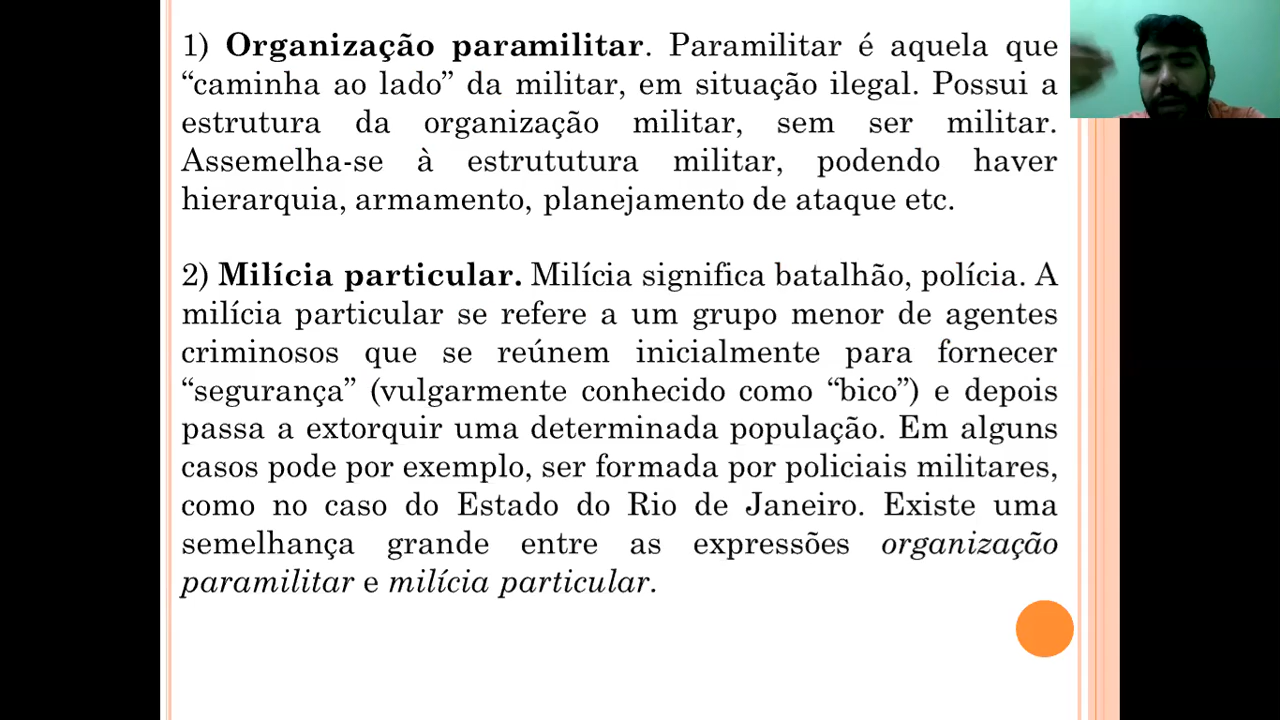 1) Organização paramilitar. Paramilitar é aquela que
“caminha ao lado” da militar, em situação ilegal. Possui a
estrutura da organização militar, sem ser militar.
Assemelha-se à estrututura militar, podendo haver
hierarquia, armamento, planejamento de ataque etc.
2) Milícia particular. Milícia significa batalhão, polícia. A
milícia particular se refere a um grupo menor de agentes
criminosos que se reúnem inicialmente para fornecer
“segurança” (vulgarmente conhecido como “bico”) e depois
passa a extorquir uma determinada população. Em alguns
casos pode por exemplo, ser formada por policiais militares,
como no caso do Estado do Rio de Janeiro. Existe uma
semelhança grande entre as expressões organização
paramilitar e milícia particular.